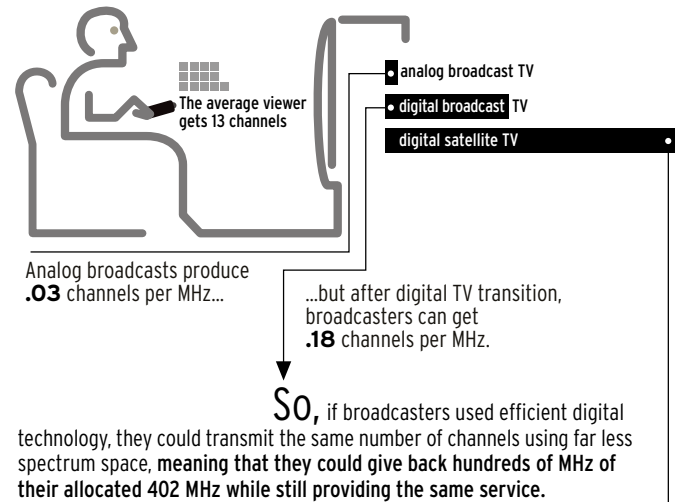 The average viewer
gets 13 channels
analog broadcast TV
digital broadcast TV
digital satellite TV
Analog broadcasts produce
.03 channels per MHz...
...but after digital TV transition,
broadcasters can get
.18 channels per MHz.
So, if broadcasters used efficient digital
technology, they could transmit the same number of channels using far less
spectrum space, meaning that they could give back hundreds of MHz of
their allocated 402 MHz while still providing the same service.